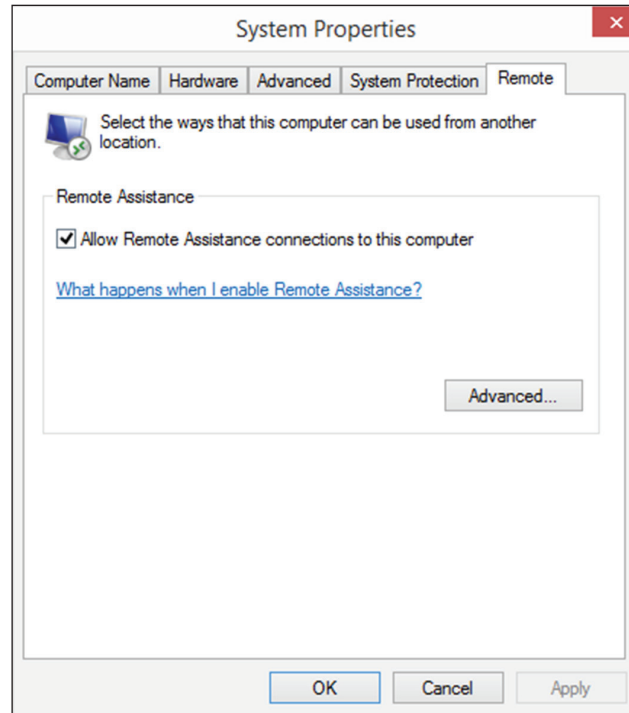 System Properties
Computer Name Hardware Advanced System Protection Remote
Select the ways that this computer can be used from another
location.
Remote Assistance
Allow Remote Assistance connections to this computer
What happens when I enable Remote Assistance?
Advanced...
OK Cancel Apply